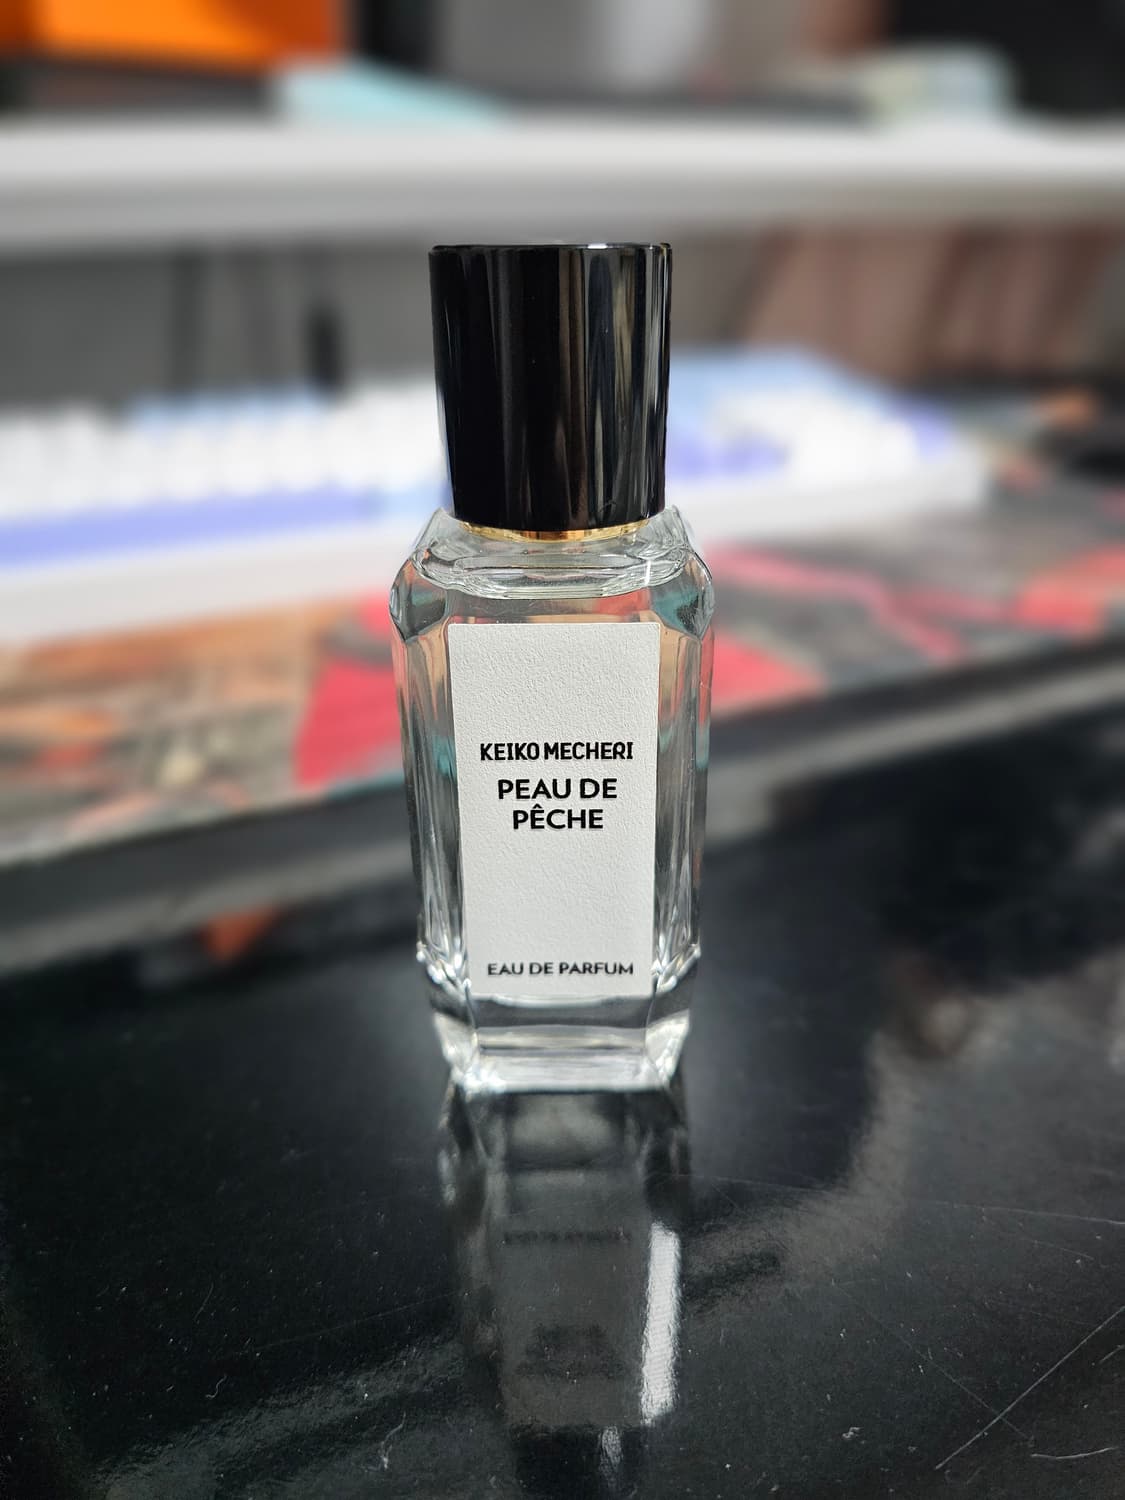 KEIKO MECHERI
PEAU DE
PÊCHE
EAU DE PARFUM